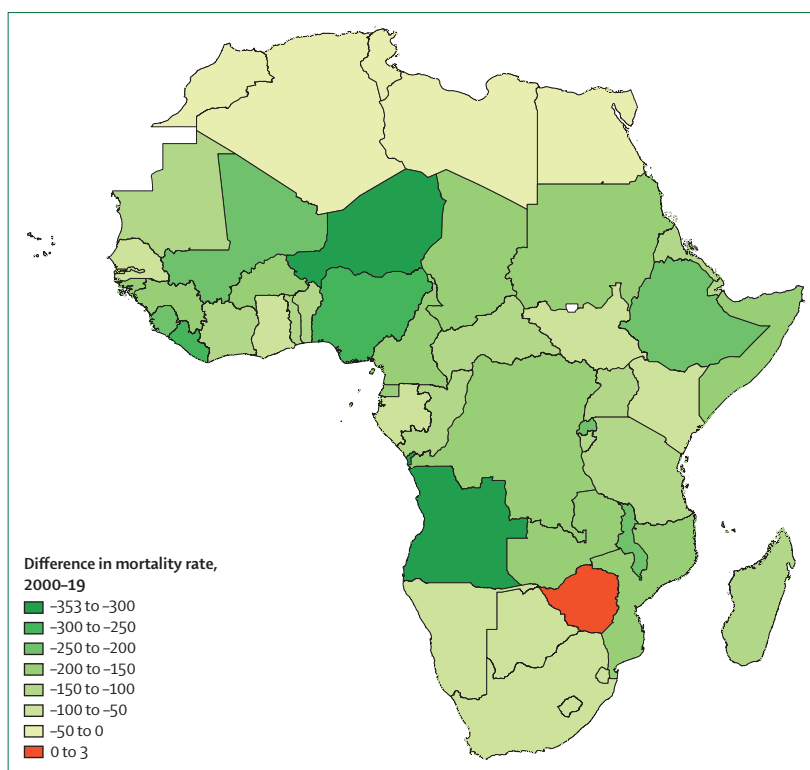 Difference in mortality rate,
2000–19
–353 to –300
–300 to –250
–250 to –200
–200 to –150
–150 to –100
–100 to –50
–50 to 0
0 to 3